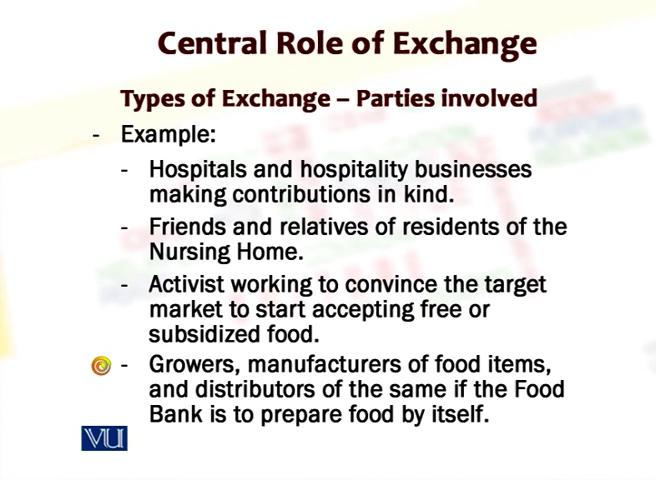 Central Role of Exchange
Types of Exchange – Parties involved
- Example:
- Hospitals and hospitality businesses
making contributions in kind.
- Friends and relatives of residents of the
Nursing Home.
- Activist working to convince the target
market to start accepting free or
subsidized food.
- Growers, manufacturers of food items,
and distributors of the same if the Food
Bank is to prepare food by itself.
VU